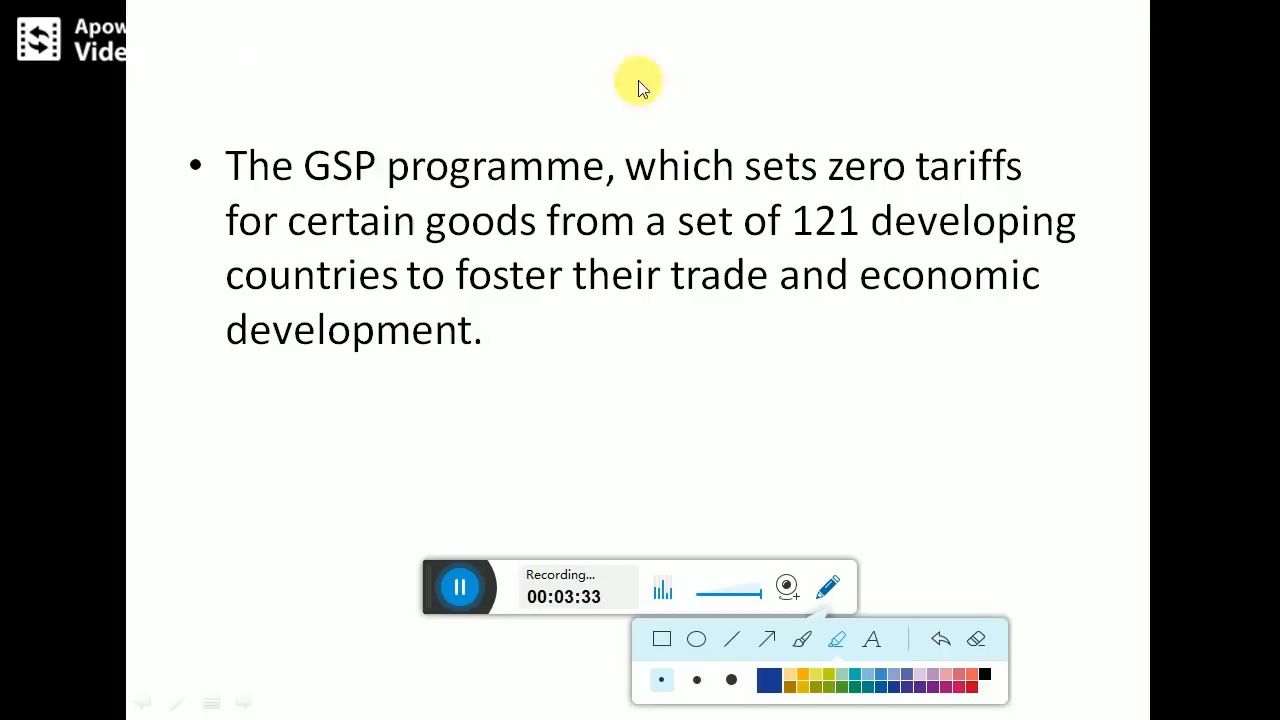 Apow
Vide
• The GSP programme, which sets zero tariffs
for certain goods from a set of 121 developing
countries to foster their trade and economic
development.
Recording...
00:03:33
A